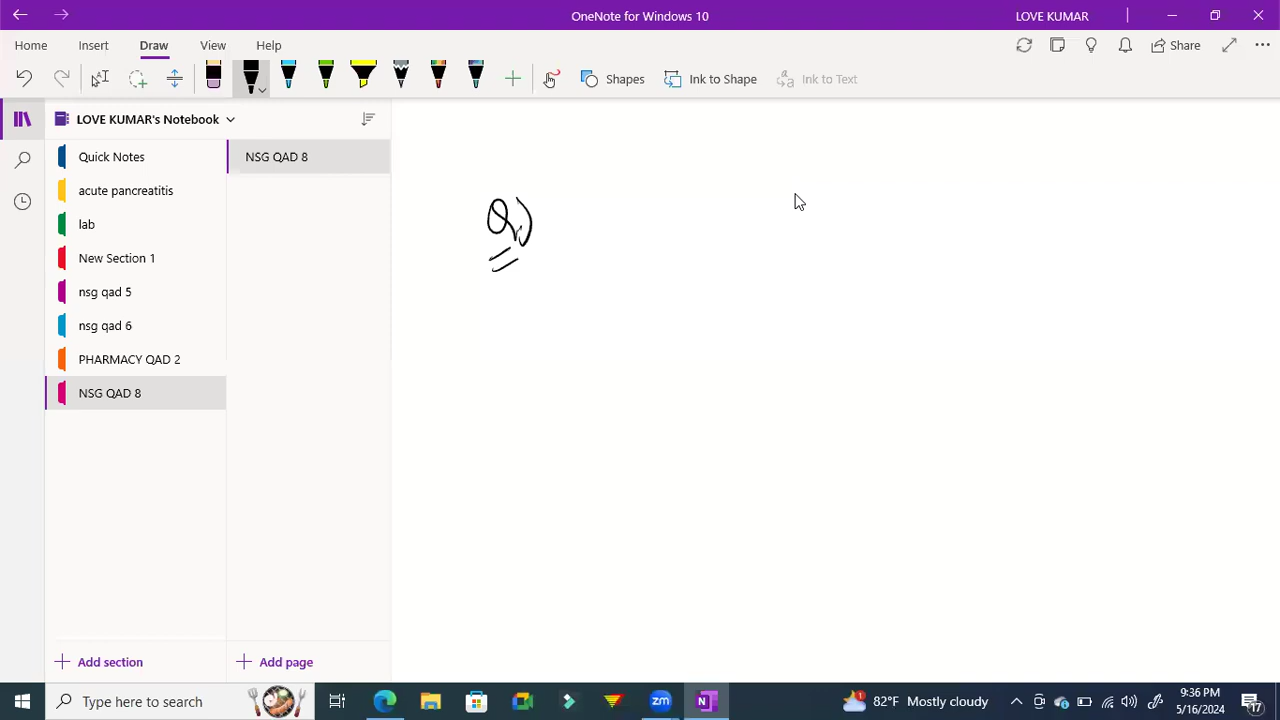 OneNote for Windows 10
LOVE KUMAR
Home Insert Draw View Help
Share
Shapes Ink to Shape Ink to Text
LOVE KUMAR's Notebook
Quick Notes
acute pancreatitis
lab
New Section 1
nsg qad 5
nsg qad 6
PHARMACY QAD 2
NSG QAD 8
NSG QAD 8
Q)
Add section
Add page
Type here to search
zm
N
1
82°F Mostly cloudy
9:36 PM
5/16/2024
17